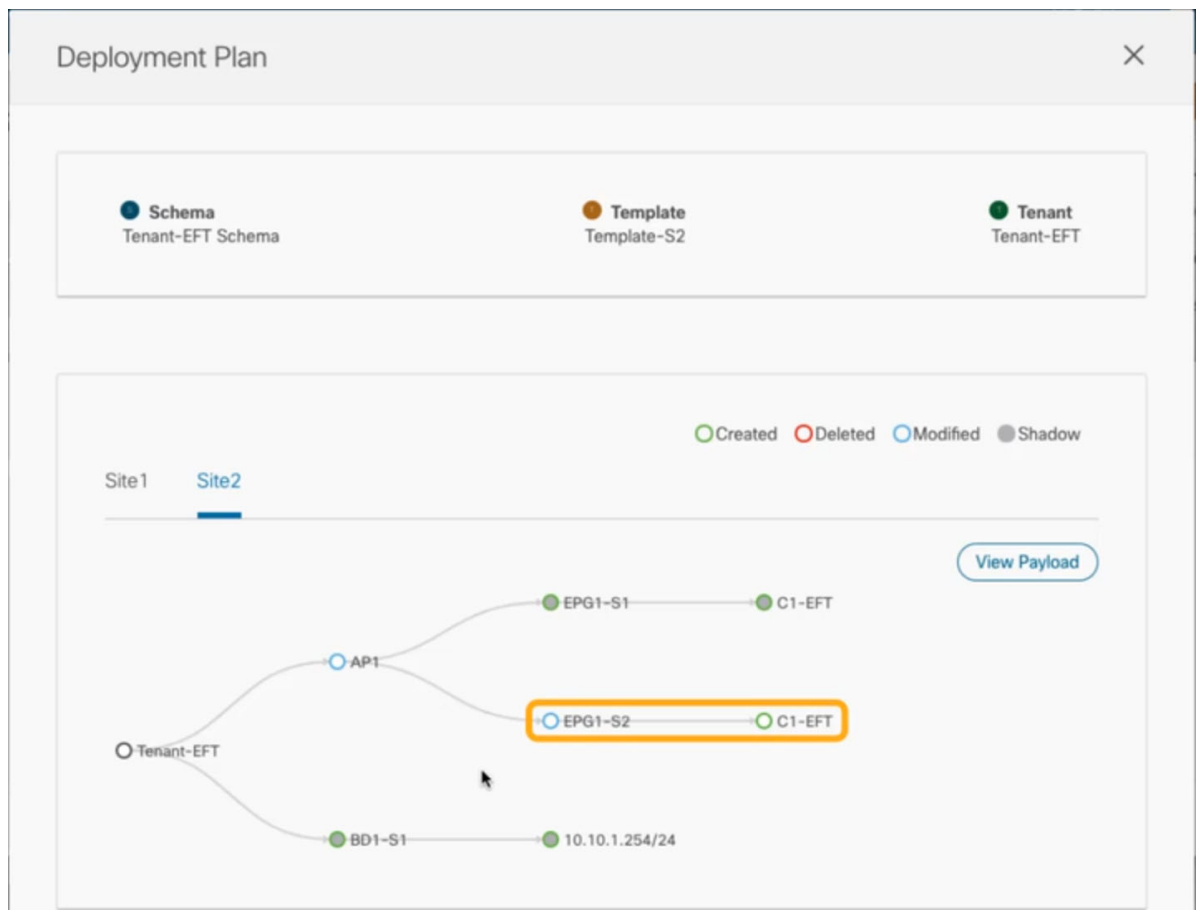 Deployment Plan
Schema
Tenant-EFT Schema
Template
Template-S2
Tenant
Tenant-EFT
Created Deleted Modified Shadow
Site1 Site2
View Payload
EPG1-S1 C1-EFT
AP1
EPG1-S2 C1-EFT
Tenant-EFT
BD1-S1 10.10.1.254/24